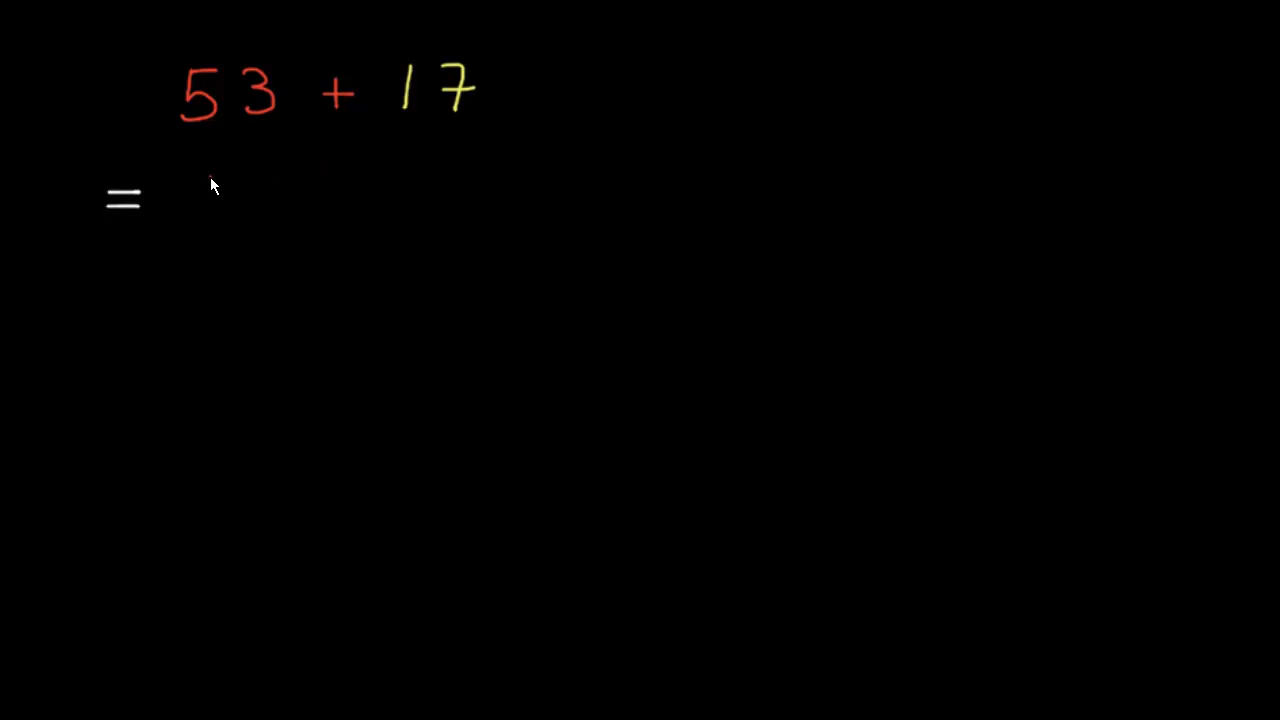 53 + 17
=